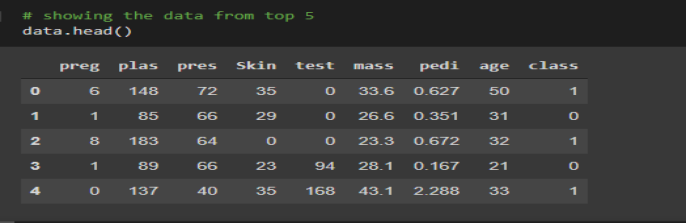 # showing the data from top 5
data.head()
preg plas pres Skin test mass pedi age class
0 6 148 72 35 0 33.6 0.627 50 1
1 1 85 66 29 0 26.6 0.351 31 0
2 8 183 64 0 0 23.3 0.672 32 1
3 1 89 66 23 94 28.1 0.167 21 0
4 0 137 40 35 168 43.1 2.288 33 1